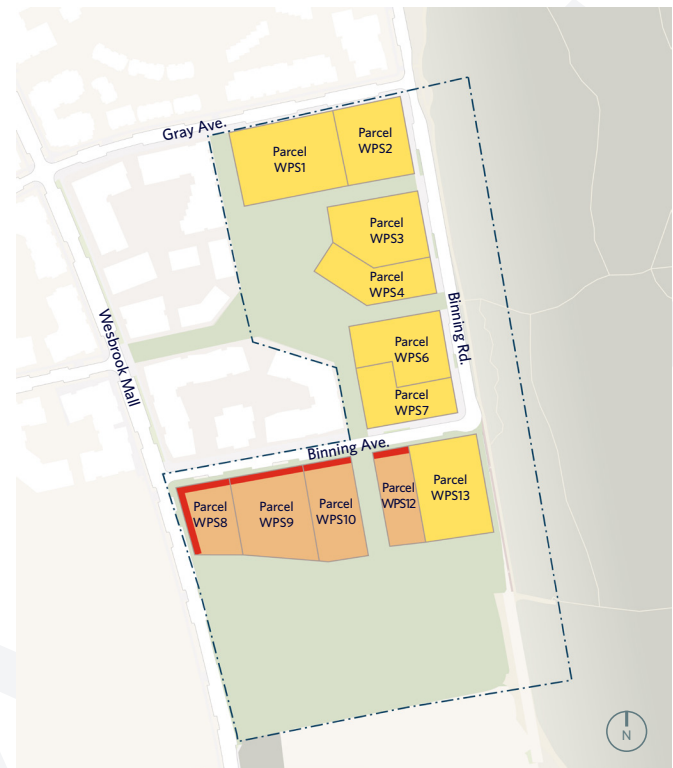 Gray Ave.
Parcel
WPS1
Parcel
WPS2
Parcel
WPS3
Parcel
WPS4
Binning Rd.
Wesbrook Mall
Parcel
WPS6
Parcel
WPS7
Binning Ave.
Parcel
WPS8
Parcel
WPS9
Parcel
WPS10
Parcel
WPS12
Parcel
WPS13
N